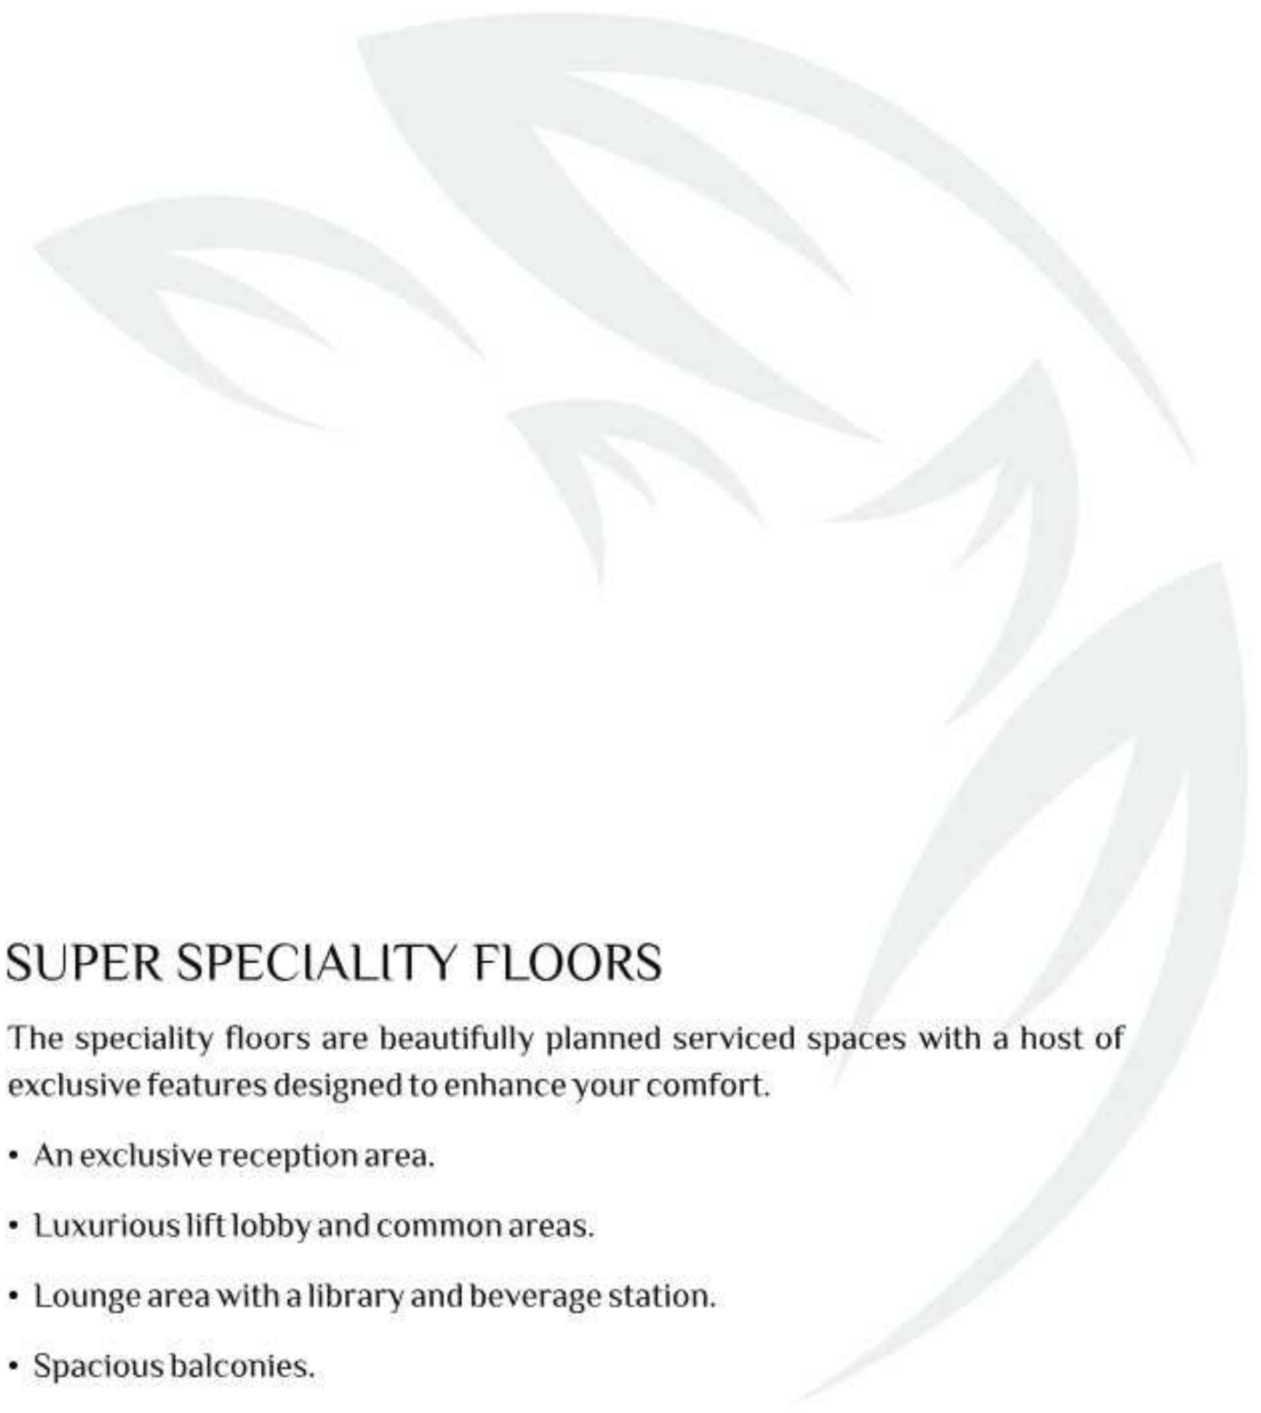 SUPER SPECIALITY FLOORS
The speciality floors are beautifully planned serviced spaces with a host of
exclusive features designed to enhance your comfort.
• An exclusive reception area.
• Luxurious lift lobby and common areas.
• Lounge area with a library and beverage station.
• Spacious balconies.